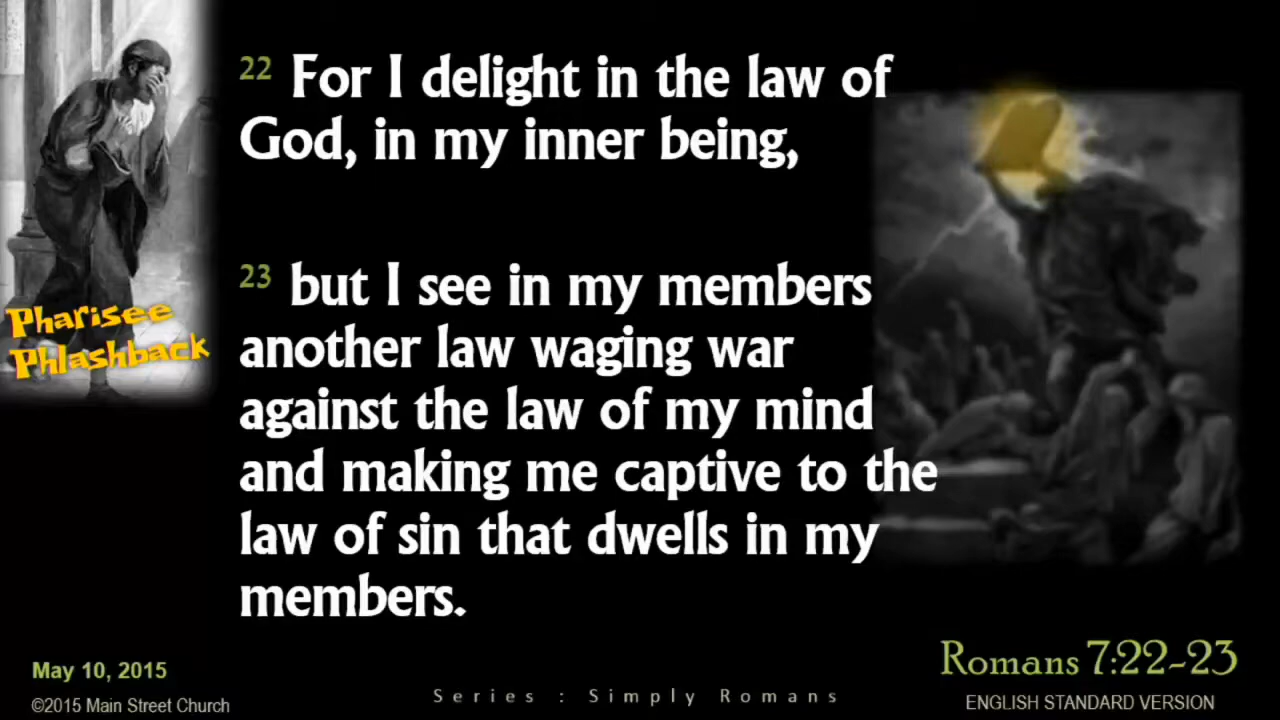 22 For I delight in the law of
God, in my inner being,
23 but I see in my members
another law waging war
against the law of my mind
and making me captive to the
law of sin that dwells in my
members.
Pharisee
Phlashback
May 10, 2015
©2015 Main Street Church
Series : Simply Romans
Romans 7:22-23
ENGLISH STANDARD VERSION